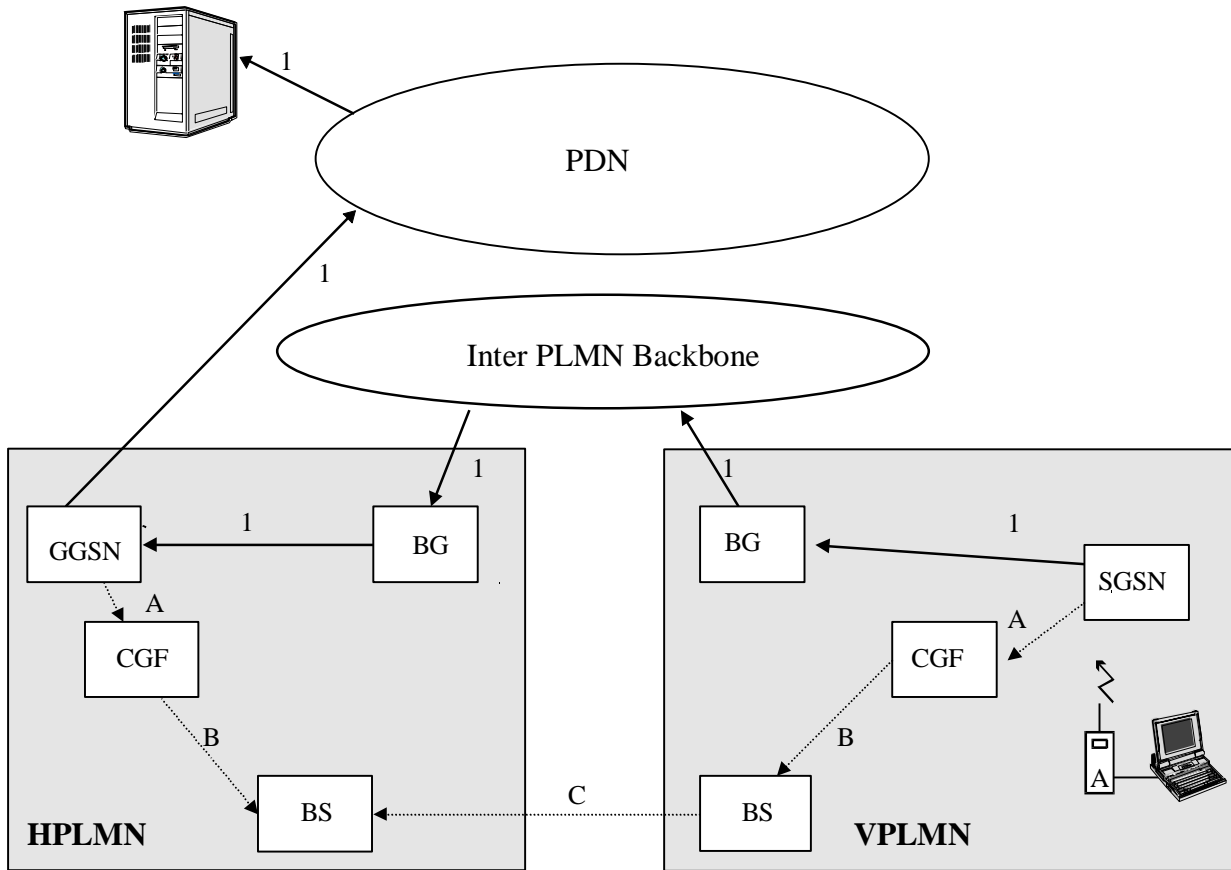 1
PDN
1
Inter PLMN Backbone
1
1
GGSN
1
BG
BG
1
SGSN
A
CGF
A
CGF
B
B
A
BS
C
BS
HPLMN
VPLMN